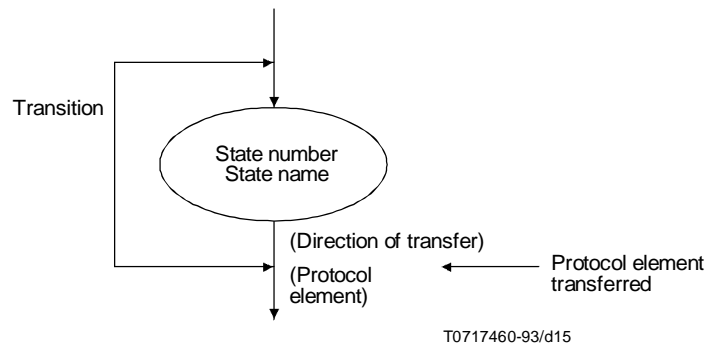 Transition
State number
State name
(Direction of transfer)
(Protocol
element)
Protocol element
transferred
T0717460-93/d15